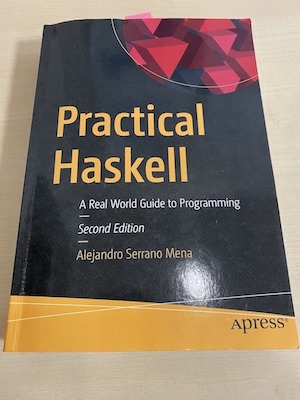 Practical
Haskell
A Real World Guide to Programming
Second Edition
Alejandro Serrano Mena
Apress®